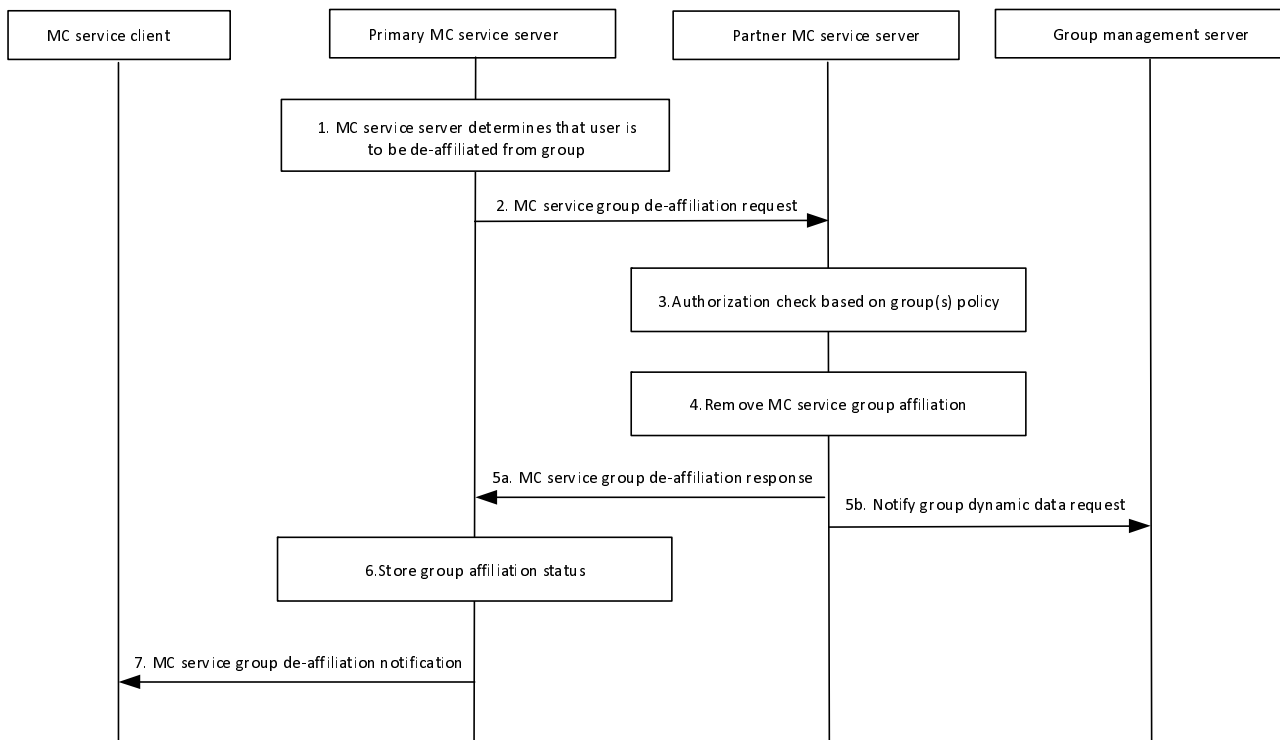 MC service client
Primary MC service server
Partner MC service server
Group management server
1. MC service server determines that user is
to be de-affiliated from group
2. MC service group de-affiliation request
3.Authorization check based on group(s) policy
4.Remove MC service group affiliation
5a. MC service group de-affiliation response
5b. Notify group dynamic data request
6.Store group affiliation status
7. MC service group de-affiliation notification